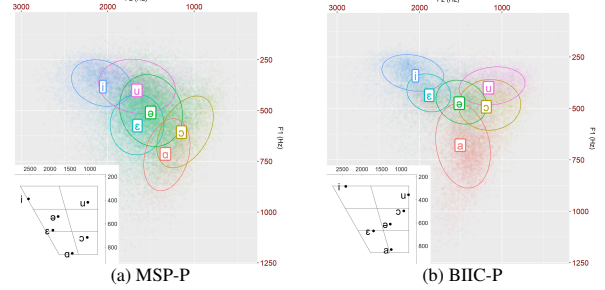 F2 (Hz)
3000 2000 1000
250
500
750
1000
1250
F1 (Hz)
i
u
ə
ɛ
ɔ
ɑ
2500 2000 1500 1000
200
400
600
800
i
u
ə
ɛ
ɔ
ɑ
(a) MSP-P
F2 (Hz)
3000 2000 1000
250
500
750
1000
1250
F1 (Hz)
i
u
ɛ
ə
ɔ
a
2500 2000 1500 1000
200
400
600
800
i
u
ɔ
ə
ɛ
a
(b) BIIC-P